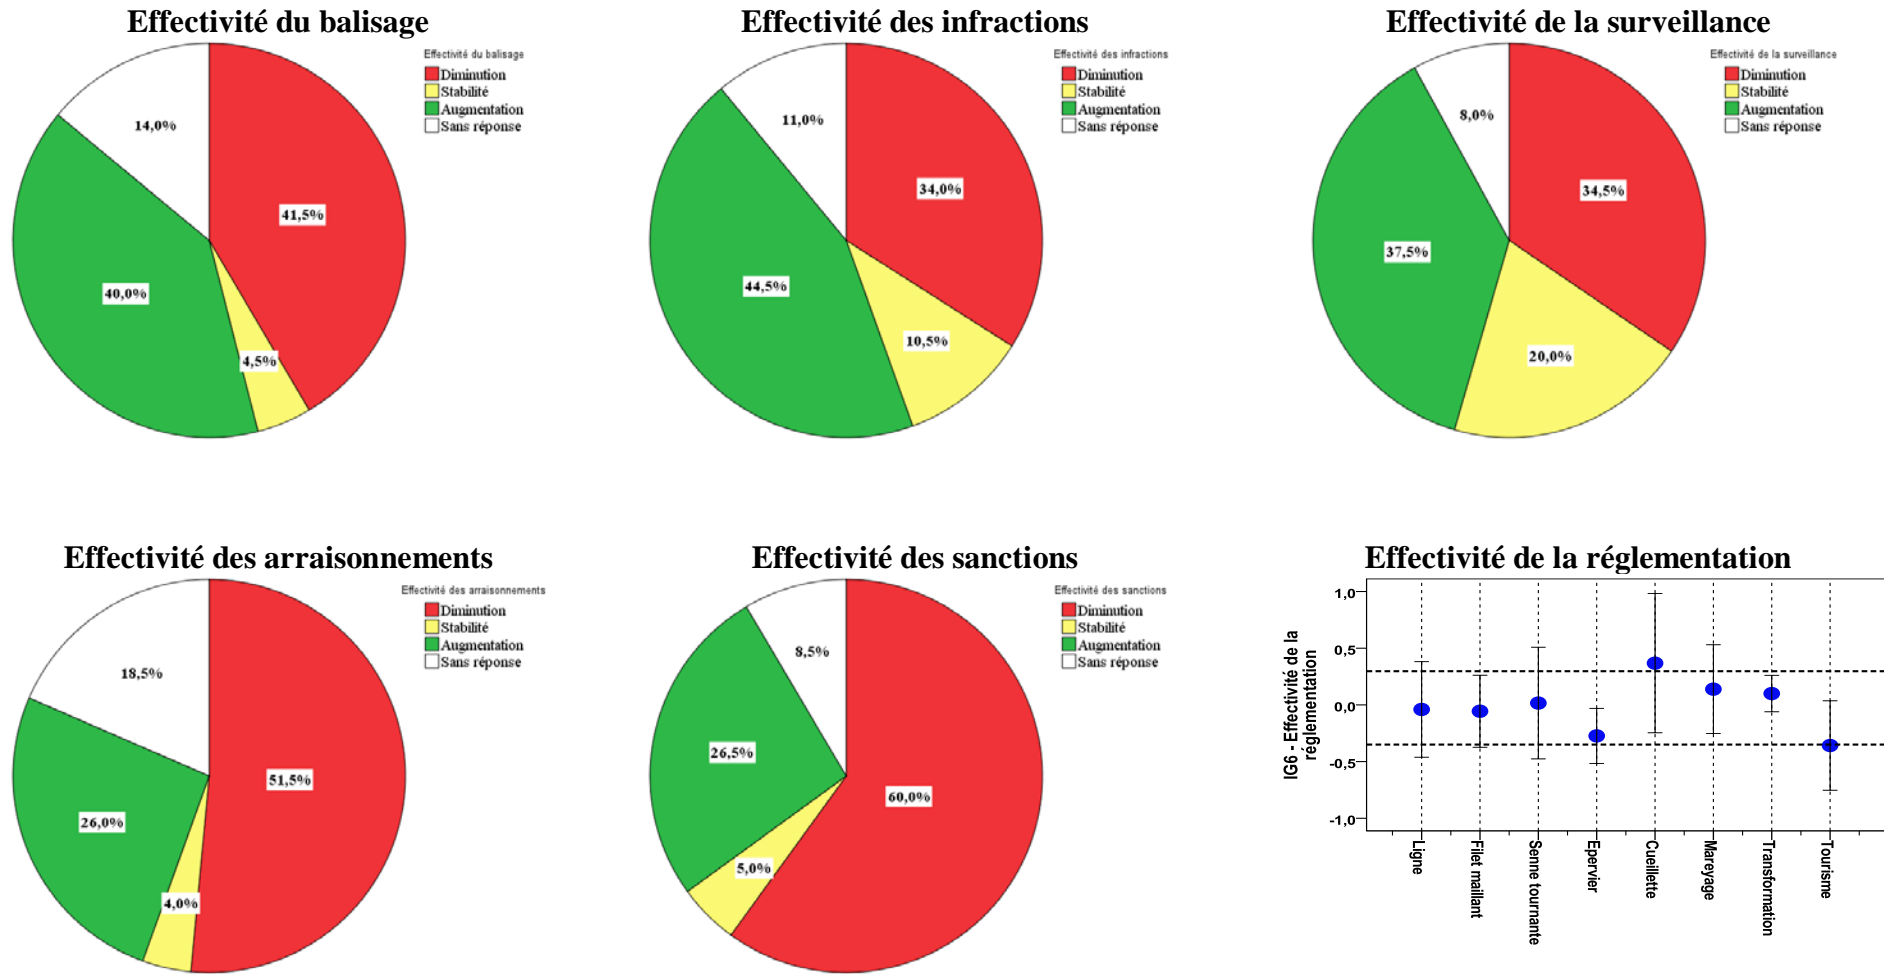 Effectivité du balisage
Effectivité du balisage
Diminution
Stabilité
Augmentation
Sans réponse
14,0%
41,5%
40,0%
4,5%
Effectivité des infractions
Effectivité des infractions
Diminution
Stabilité
Augmentation
Sans réponse
11,0%
34,0%
44,5%
10,5%
Effectivité de la surveillance
Effectivité de la surveillance
Diminution
Stabilité
Augmentation
Sans réponse
8,0%
34,5%
37,5%
20,0%
Effectivité des arraisonnements
Effectivité des arraisonnements
Diminution
Stabilité
Augmentation
Sans réponse
18,5%
51,5%
26,0%
4,0%
Effectivité des sanctions
Effectivité des sanctions
Diminution
Stabilité
Augmentation
Sans réponse
8,5%
26,5%
60,0%
5,0%
Effectivité de la réglementation
IG6 - Effectivité de la
réglementation
1,0
0,5
0,0
-0,5
-1,0
Ligne
Filet maillant
Senne tournante
Epervier
Cueillette
Mareyage
Transformation
Tourisme